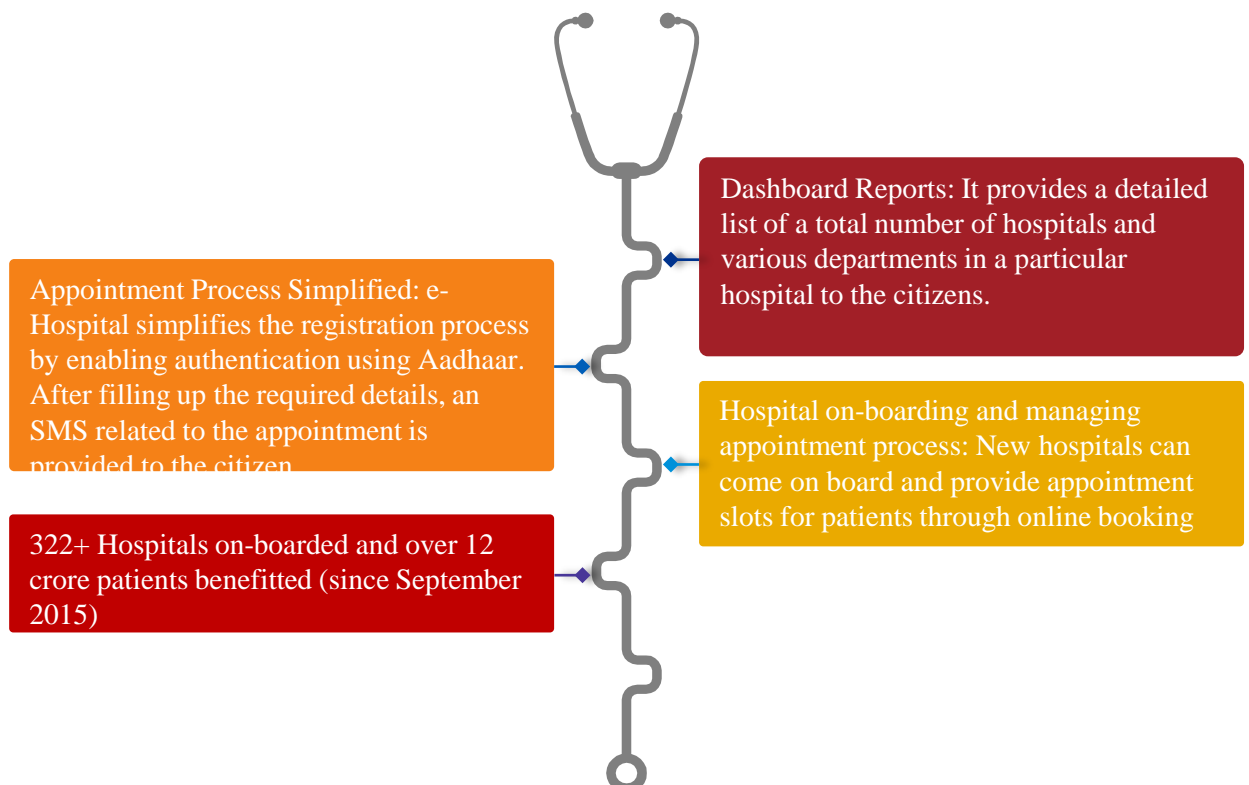 Dashboard Reports: It provides a detailed
list of a total number of hospitals and
various departments in a particular
hospital to the citizens.
Appointment Process Simplified: e-
Hospital simplifies the registration process
by enabling authentication using Aadhaar.
After filling up the required details, an
SMS related to the appointment is
provided to the citizen
Hospital on-boarding and managing
appointment process: New hospitals can
come on board and provide appointment
slots for patients through online booking
322+ Hospitals on-boarded and over 12
crore patients benefitted (since September
2015)